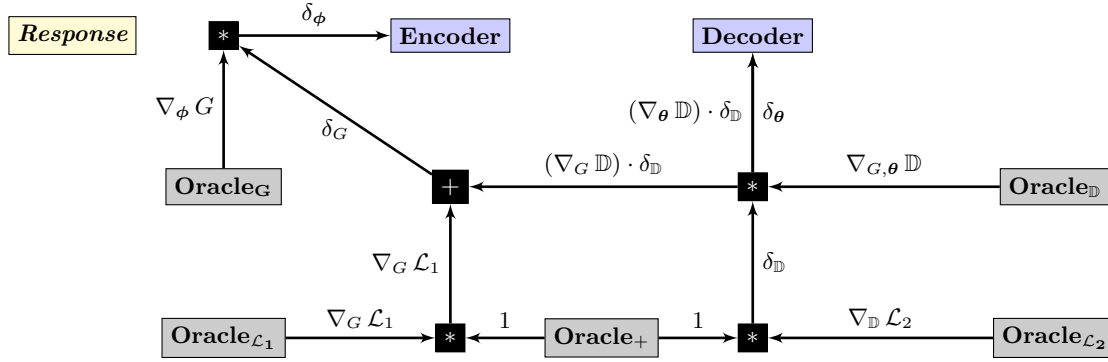 Response
*
δ_ϕ
Encoder
Decoder
∇_ϕ G
δ_G
(∇_θ 𝔻) · δ_𝔻
δ_θ
Oracle_G
+
(∇_G 𝔻) · δ_𝔻
*
∇_{G,θ} 𝔻
Oracle_𝔻
∇_G ℒ_1
δ_𝔻
Oracle_{ℒ_1}
∇_G ℒ_1
*
1
Oracle_+
1
*
∇_𝔻 ℒ_2
Oracle_{ℒ_2}